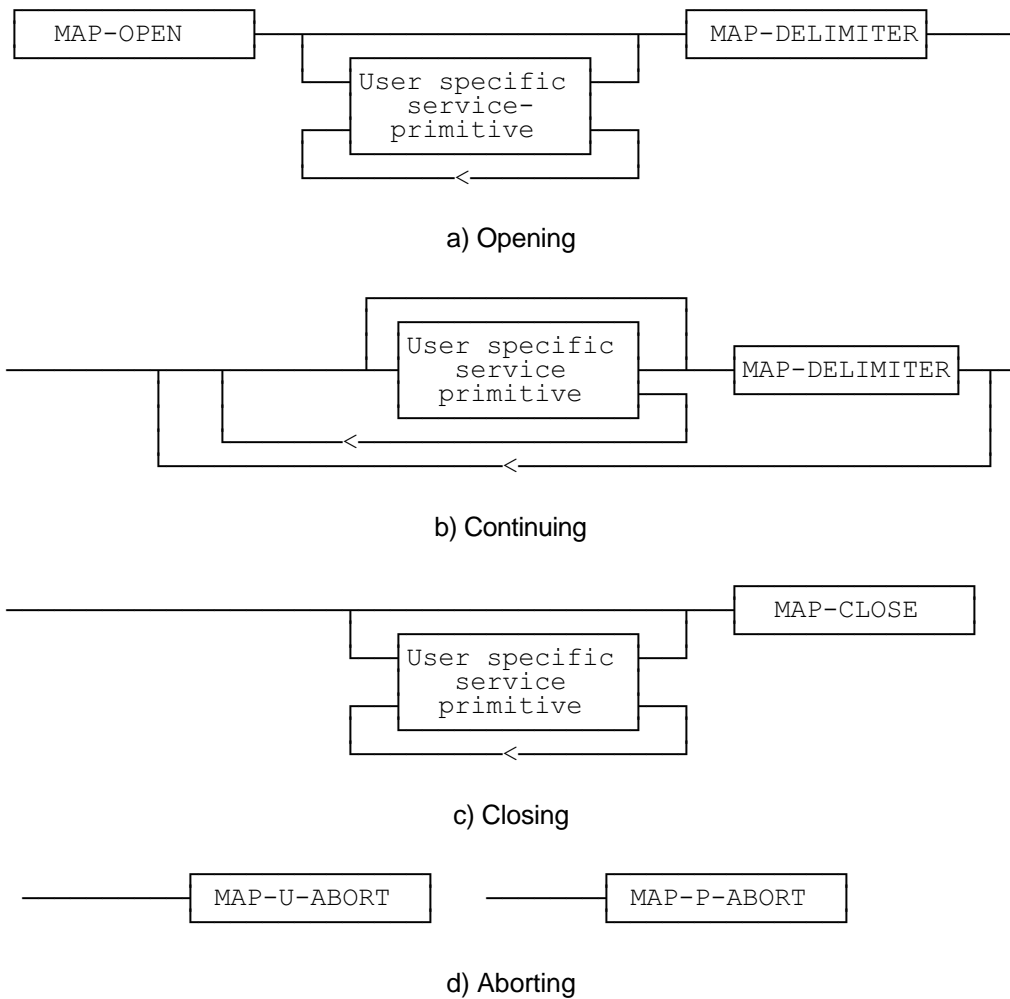 MAP-OPEN
MAP-DELIMITER
User specific
service-
primitive
<
a) Opening
User specific
service
primitive
MAP-DELIMITER
<
<
b) Continuing
MAP-CLOSE
User specific
service
primitive
<
c) Closing
MAP-U-ABORT
MAP-P-ABORT
d) Aborting